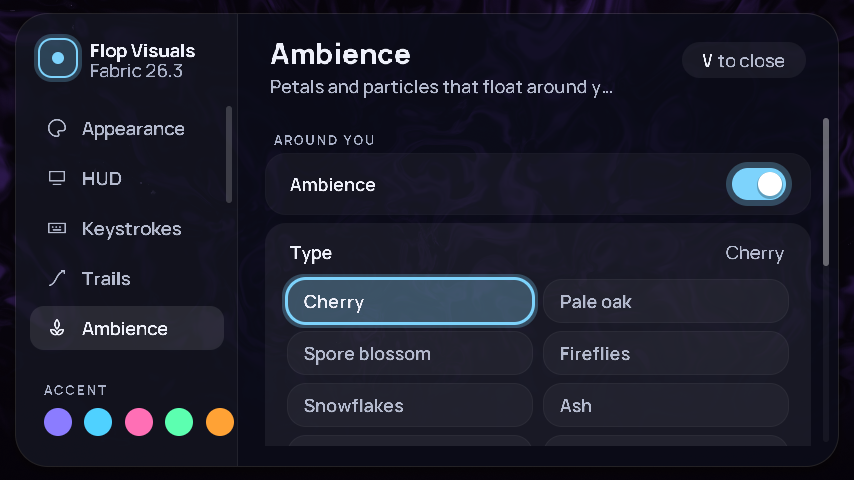 Flop Visuals
Fabric 26.3
Appearance
HUD
Keystrokes
Trails
Ambience
ACCENT
Ambience
Petals and particles that float around y...
V to close
AROUND YOU
Ambience
Type
Cherry
Cherry
Pale oak
Spore blossom
Fireflies
Snowflakes
Ash